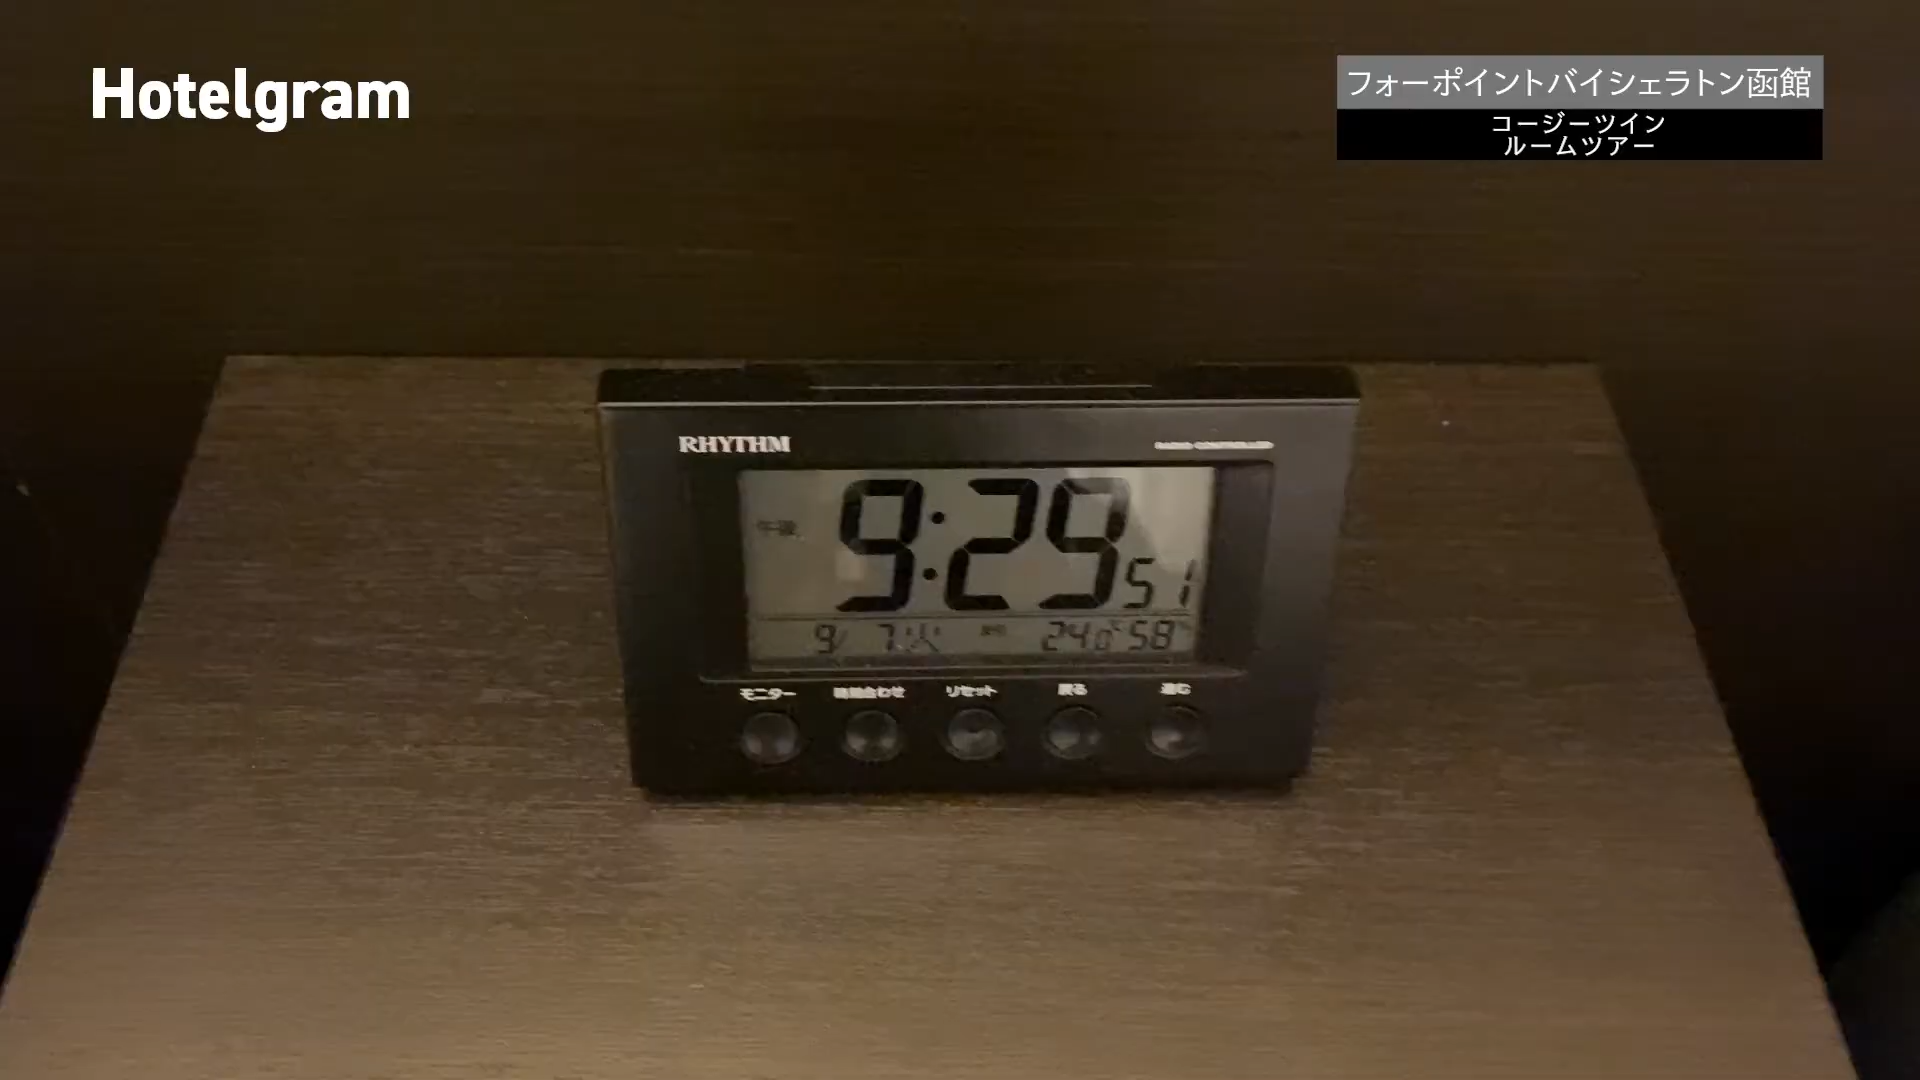 Hotelgram
フォーポイントバイシェラトン函館
コージーツイン
ルームツアー
RHYTHM
RADIO CONTROLLED
午後
9:29 51
9/ 7 火 24.0℃ 58%
モニター 時刻合わせ リセット 戻る 進む